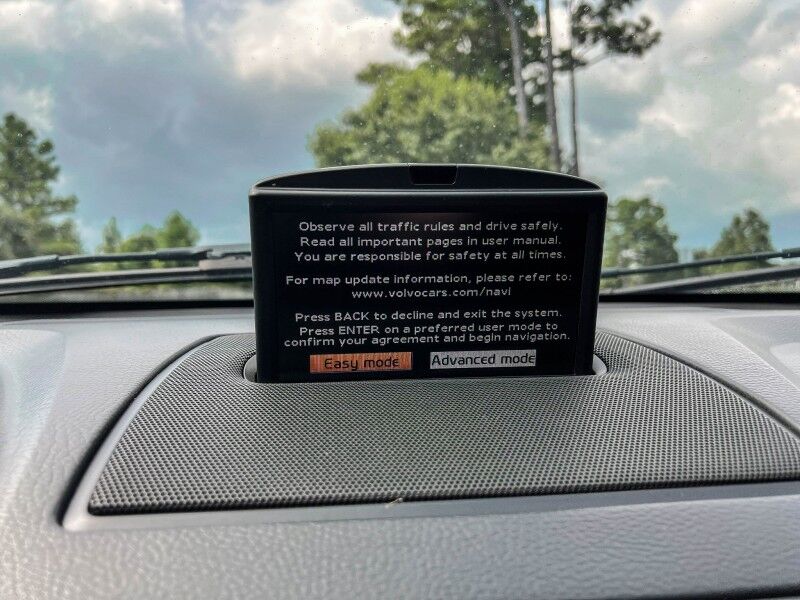 Observe all traffic rules and drive safely.
Read all important pages in user manual.
You are responsible for safety at all times.
For map update information, please refer to:
www.volvocars.com/navi
Press BACK to decline and exit the system.
Press ENTER on a preferred user mode to
confirm your agreement and begin navigation.
Easy mode Advanced mode